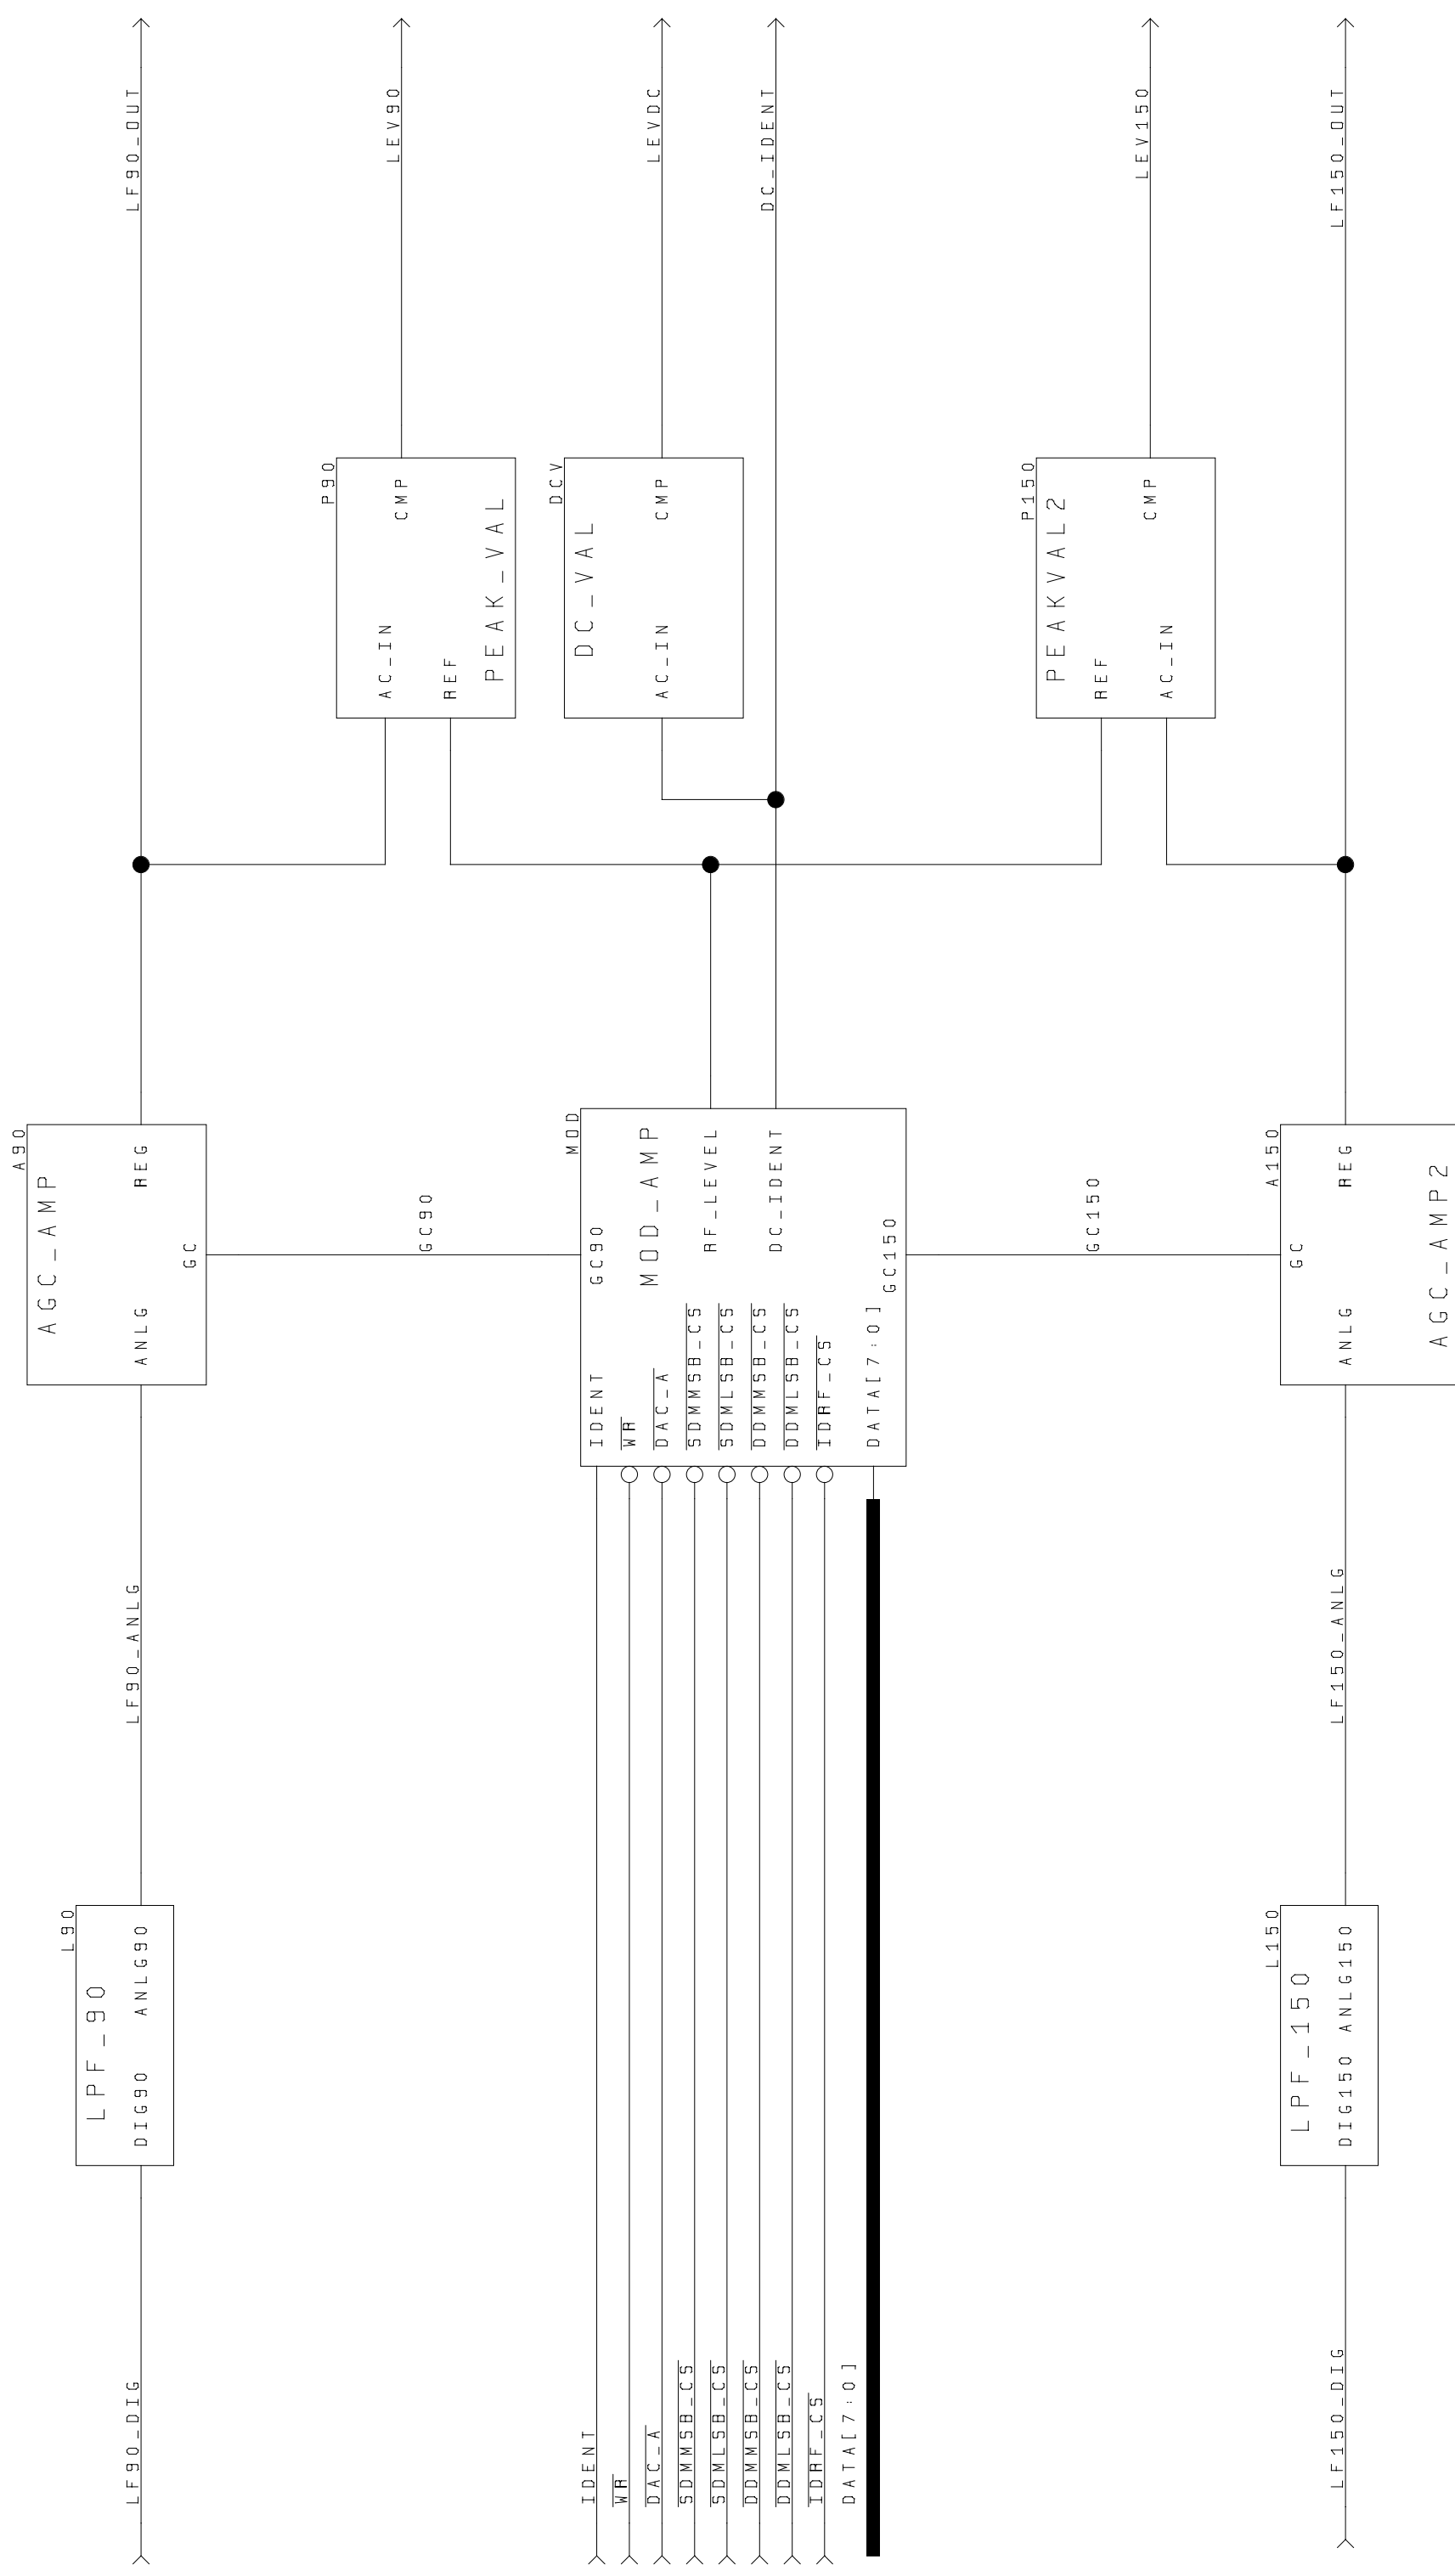 LF90_DIG
L90
LPF_90
DIG90
ANLG90
LF90_ANLG
A90
AGC_AMP
ANLG
REG
GC
LF90_OUT
GC90
P90
AC_IN
CMP
REF
PEAK_VAL
LEV90
DCV
DC_VAL
AC_IN
CMP
LEVDC
DC_IDENT
IDENT
WR
DAC_A
SDMMSB_CS
SDMLSB_CS
DDMMSB_CS
DDMLSB_CS
IDRF_CS
DATA[7:0]
MOD
MOD_AMP
GC90
IDENT
WR
DAC_A
SDMMSB_CS
SDMLSB_CS
DDMMSB_CS
DDMLSB_CS
IDRF_CS
DATA[7:0]
RF_LEVEL
DC_IDENT
GC150
GC150
P150
PEAKVAL2
REF
AC_IN
CMP
LEV150
LF150_DIG
L150
LPF_150
DIG150
ANLG150
LF150_ANLG
A150
GC
ANLG
REG
AGC_AMP2
LF150_OUT